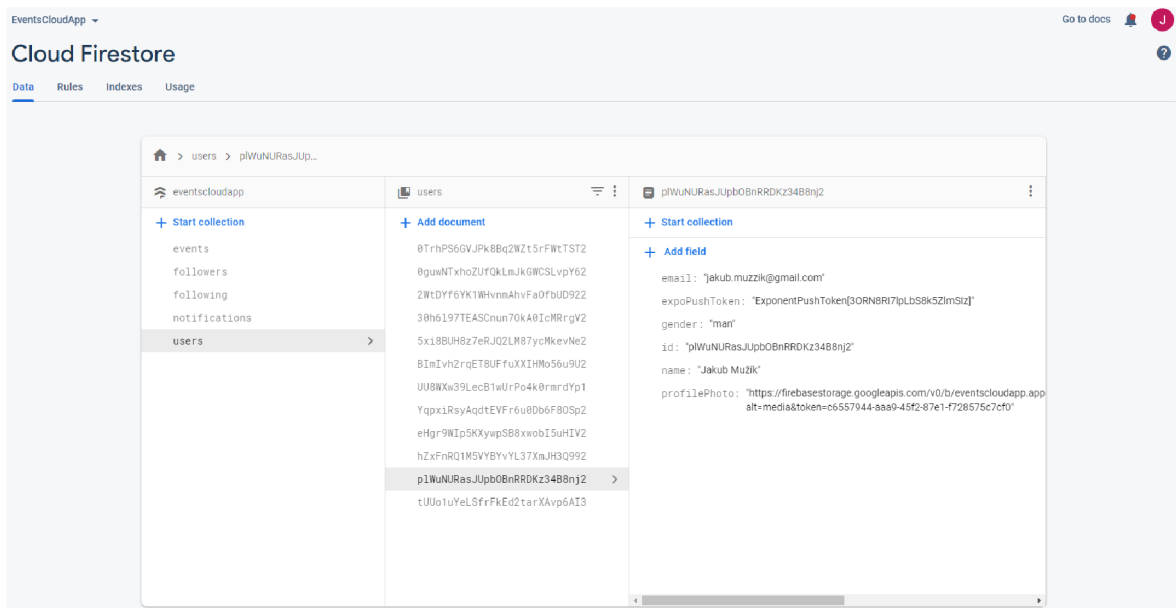 EventsCloudApp
Go to docs
J
Cloud Firestore
?
Data Rules Indexes Usage
users plWuNURasJUp...
eventscloudapp
+ Start collection
events
followers
following
notifications
users
users
+ Add document
0TrhPS6GVJPk8Bq2WZt5rFWtTST2
0guwNTxhoZUfQkLmJkGWCSLvpY62
2WtDYf6YK1WHvnmAhvFaOfbUD922
30h6l97TEASCnun7OkA0IcMRrgV2
5xi8BUH8z7eRJQ2LM87ycMkevNe2
BImIvh2rqET8UFfuXXIHMo56u9U2
UU8WXw39LecB1wUrPo4k0rmrdYp1
YqpxiRsyAqdtEVFr6u0Db6F8OSp2
eHgr9WIp5KXywpSB8xwobI5uHIV2
hZxFnRQ1M5VYBYvYL37XmJH3Q992
plWuNURasJUpbOBnRRDKz34B8nj2
tUUo1uYeLSfrFkEd2tarXAvp6AI3
plWuNURasJUpbOBnRRDKz34B8nj2
+ Start collection
+ Add field
email: "jakub.muzzik@gmail.com"
expoPushToken: "ExponentPushToken[3ORN8RI7lpLbS8k5ZlmSIz]"
gender: "man"
id: "plWuNURasJUpbOBnRRDKz34B8nj2"
name: "Jakub Mužík"
profilePhoto: "https://firebasestorage.googleapis.com/v0/b/eventscloudapp.app
alt=media&token=c6557944-aaa9-45f2-87e1-f728575c7cf0"